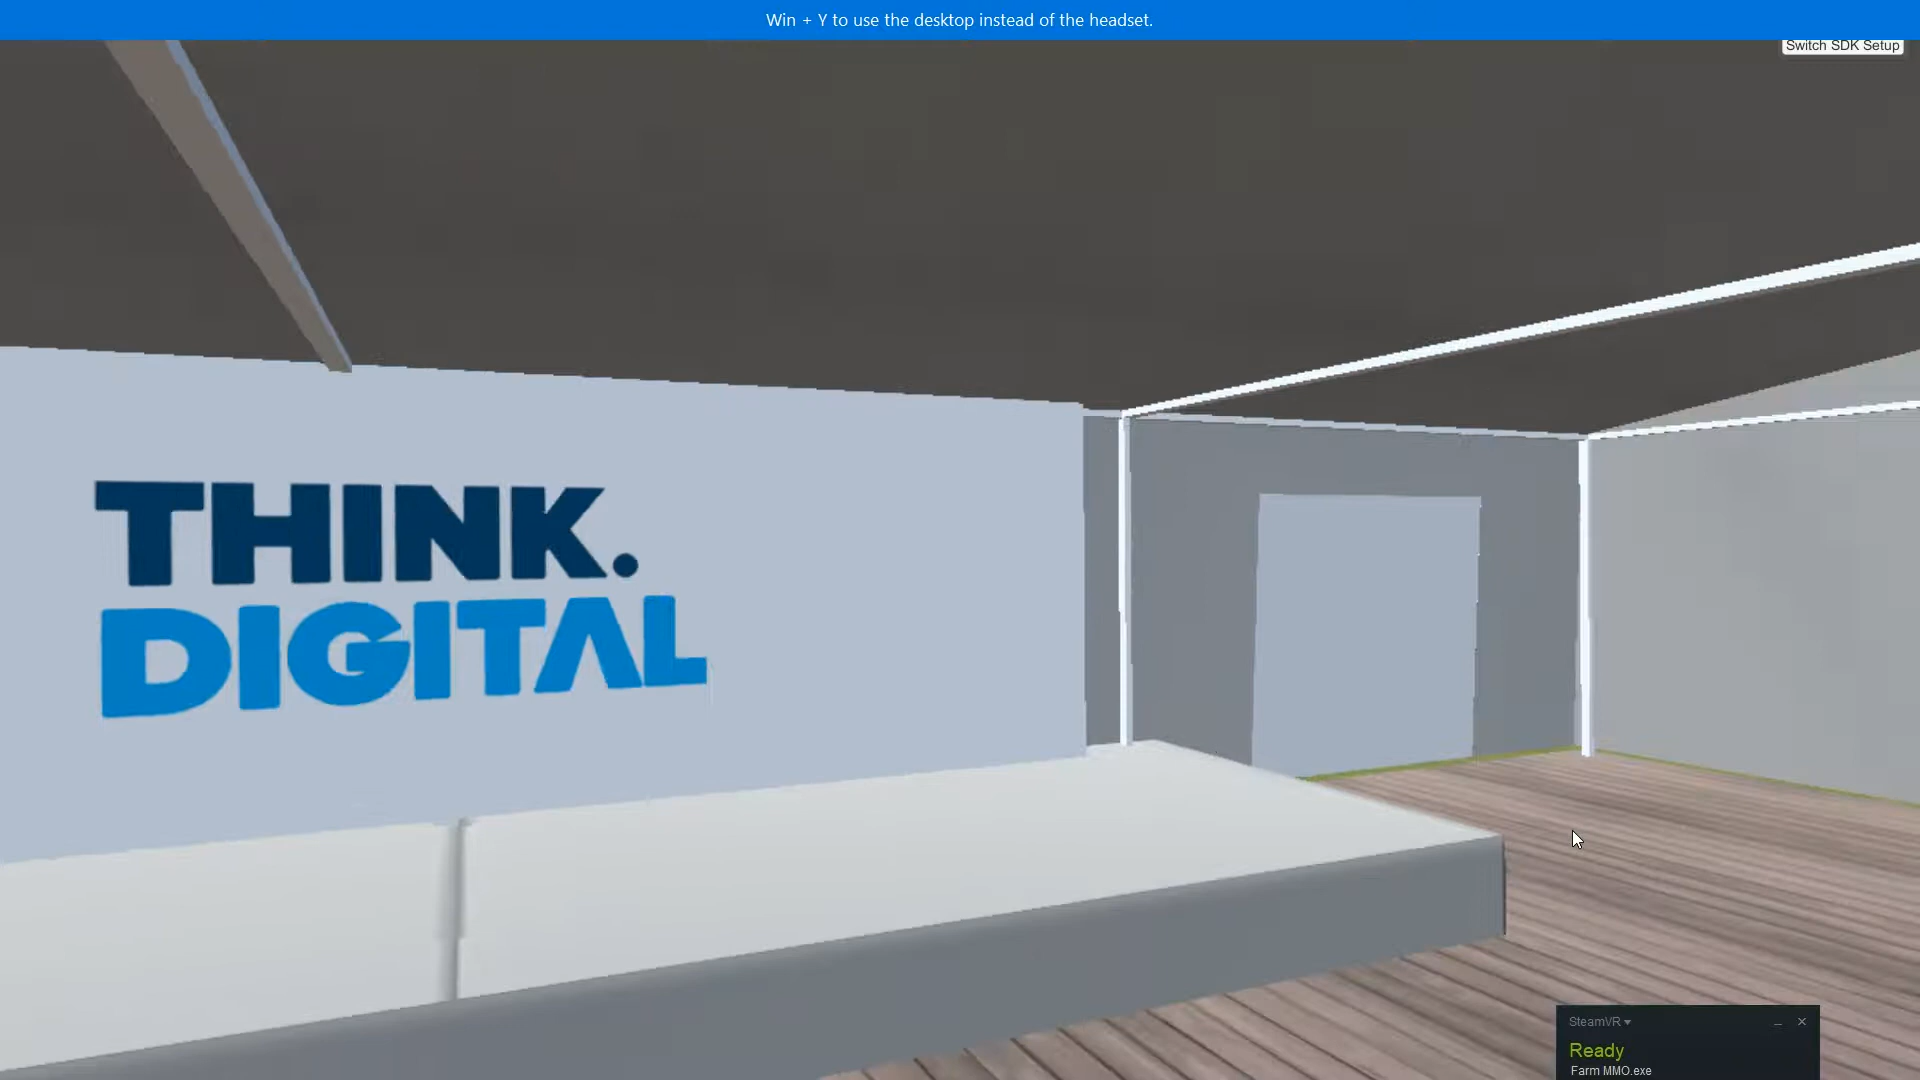 Win + Y to use the desktop instead of the headset.
Switch SDK Setup
THINK.
DIGITAL
SteamVR
Ready
Farm MMO.exe